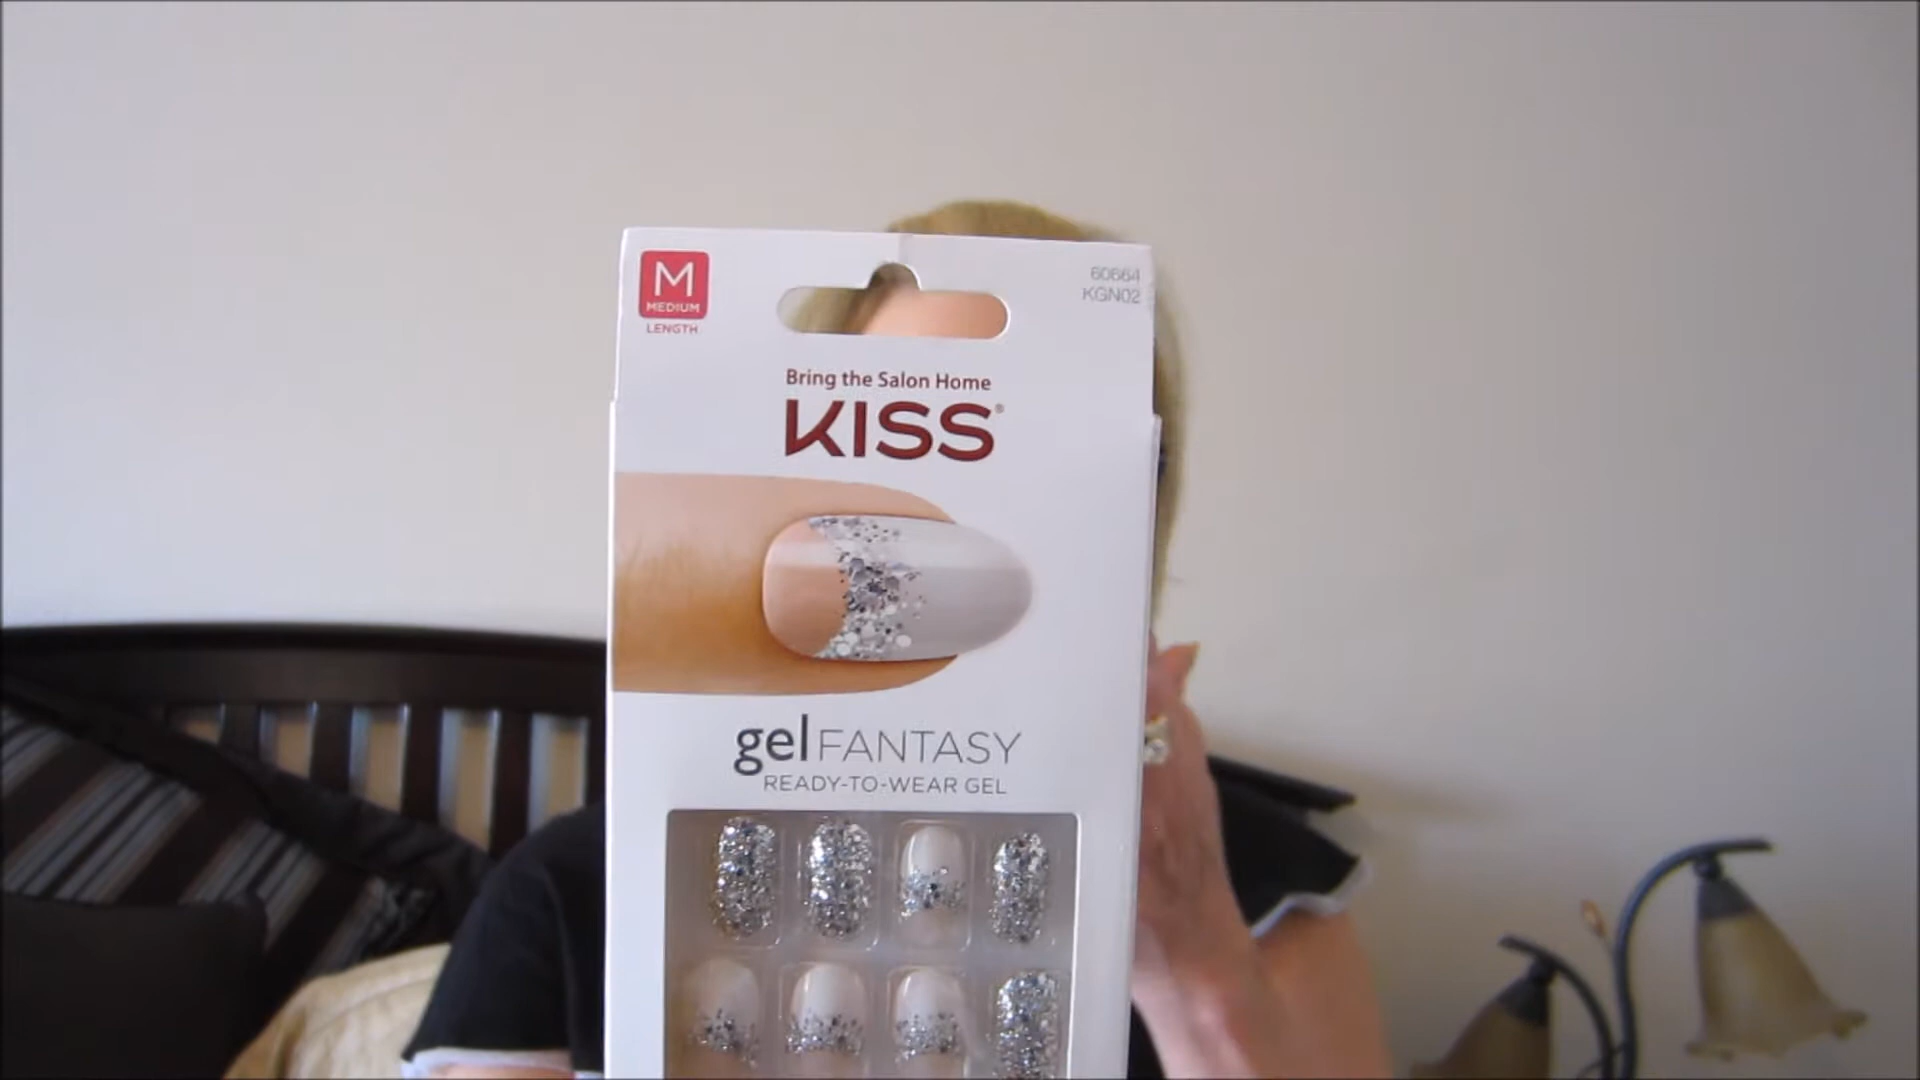 M
MEDIUM
LENGTH
60664
KGN02
Bring the Salon Home
KISS®
gel FANTASY
READY-TO-WEAR GEL